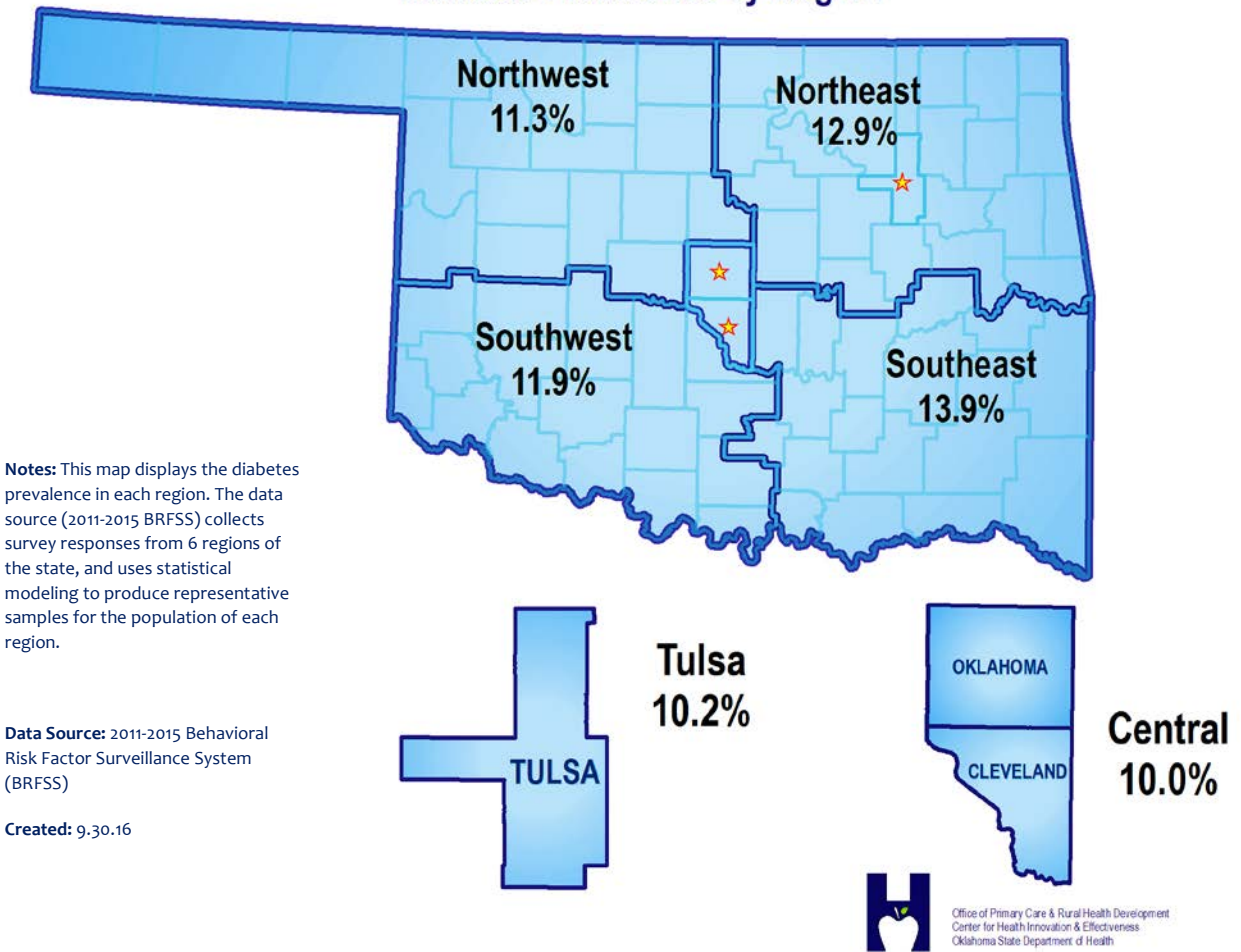 Northwest
11.3%
Northeast
12.9%
Southwest
11.9%
Southeast
13.9%
Notes: This map displays the diabetes
prevalence in each region. The data
source (2011-2015 BRFSS) collects
survey responses from 6 regions of
the state, and uses statistical
modeling to produce representative
samples for the population of each
region.
Data Source: 2011-2015 Behavioral
Risk Factor Surveillance System
(BRFSS)
Created: 9.30.16
Tulsa
10.2%
TULSA
OKLAHOMA
CLEVELAND
Central
10.0%
Office of Primary Care & Rural Health Development
Center for Health Innovation & Effectiveness
Oklahoma State Department of Health